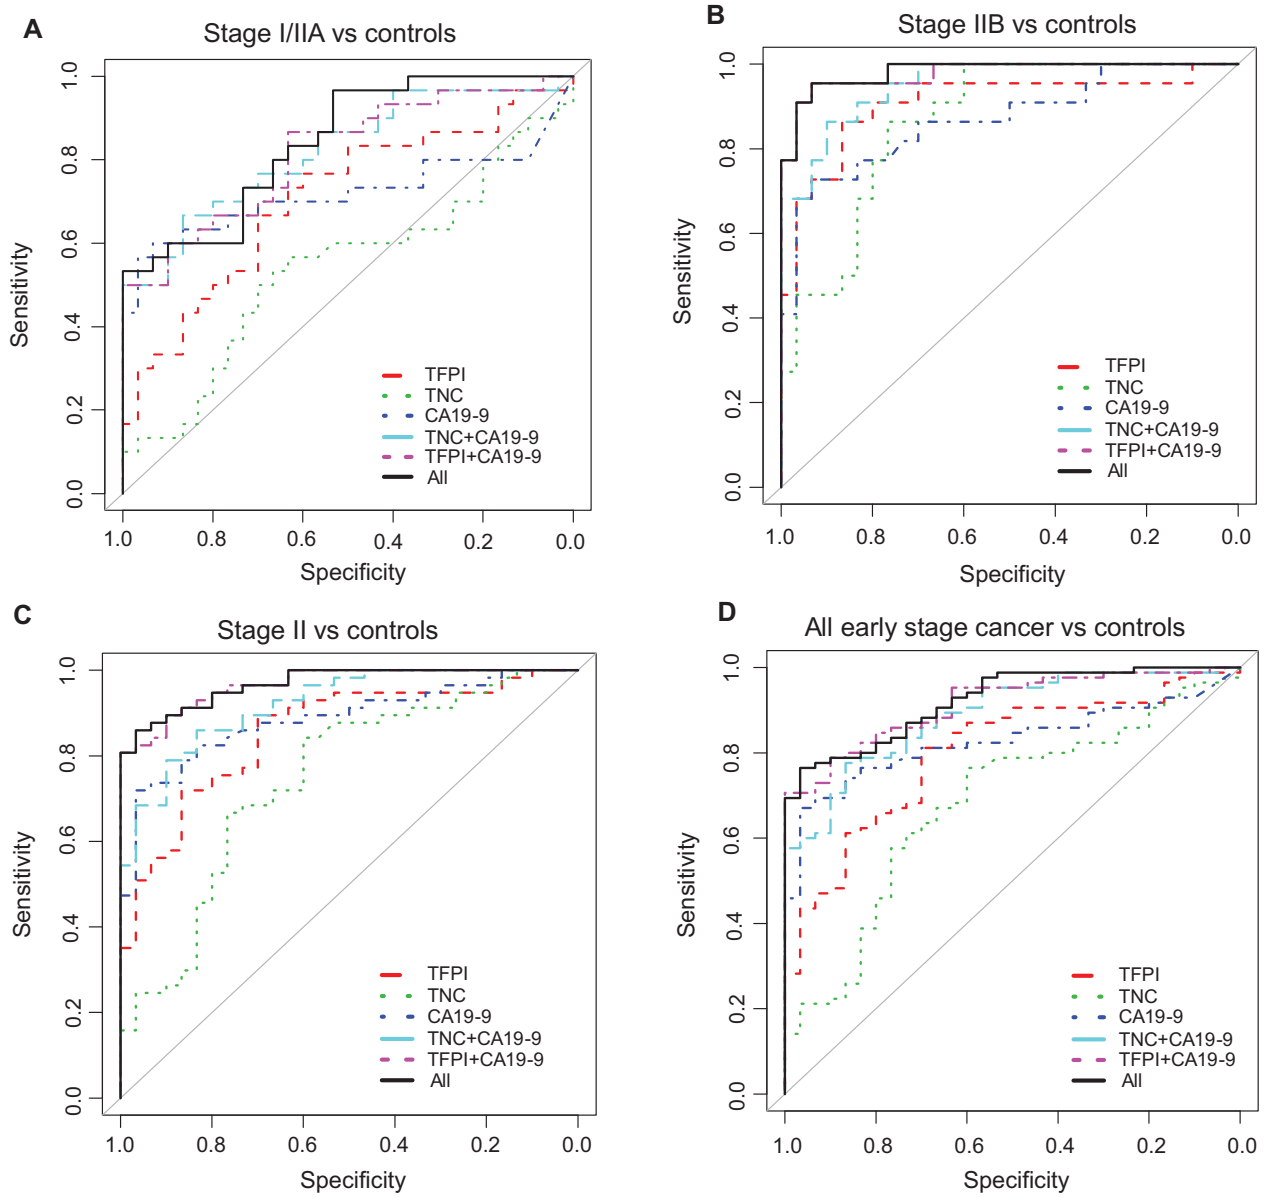 A
Stage I/IIA vs controls
Sensitivity
1.0
0.8
0.6
0.4
0.2
0.0
TFPI
TNC
CA19-9
TNC+CA19-9
TFPI+CA19-9
All
1.0 0.8 0.6 0.4 0.2 0.0
Specificity
B
Stage IIB vs controls
Sensitivity
1.0
0.8
0.6
0.4
0.2
0.0
TFPI
TNC
CA19-9
TNC+CA19-9
TFPI+CA19-9
All
1.0 0.8 0.6 0.4 0.2 0.0
Specificity
C
Stage II vs controls
Sensitivity
1.0
0.8
0.6
0.4
0.2
0.0
TFPI
TNC
CA19-9
TNC+CA19-9
TFPI+CA19-9
All
1.0 0.8 0.6 0.4 0.2 0.0
Specificity
D
All early stage cancer vs controls
Sensitivity
1.0
0.8
0.6
0.4
0.2
0.0
TFPI
TNC
CA19-9
TNC+CA19-9
TFPI+CA19-9
All
1.0 0.8 0.6 0.4 0.2 0.0
Specificity